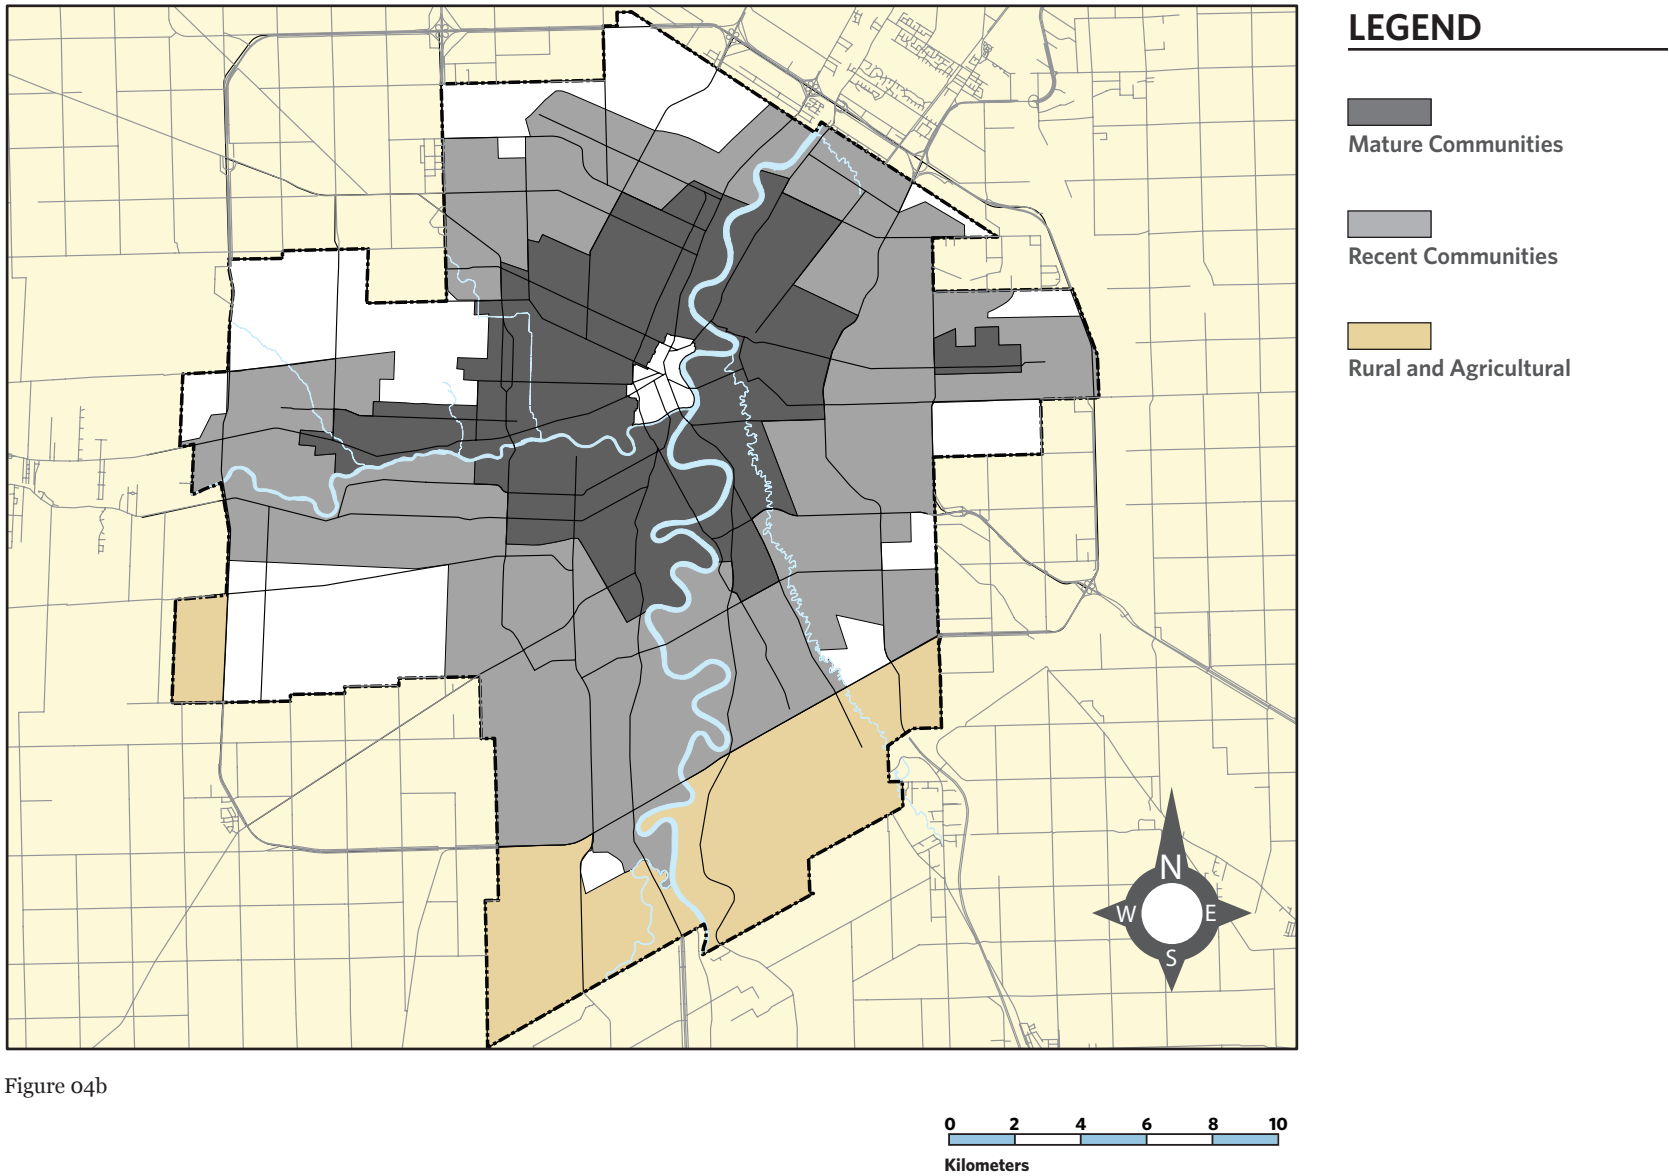 LEGEND
Mature Communities
Recent Communities
Rural and Agricultural
N
W E
S
Figure 04b
0 2 4 6 8 10
Kilometers